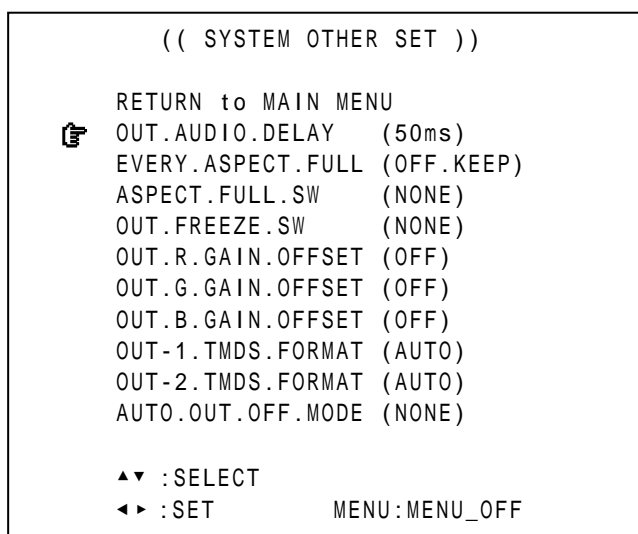 (( SYSTEM OTHER SET ))
RETURN to MAIN MENU
OUT.AUDIO.DELAY (50ms)
EVERY.ASPECT.FULL (OFF.KEEP)
ASPECT.FULL.SW (NONE)
OUT.FREEZE.SW (NONE)
OUT.R.GAIN.OFFSET (OFF)
OUT.G.GAIN.OFFSET (OFF)
OUT.B.GAIN.OFFSET (OFF)
OUT-1.TMDS.FORMAT (AUTO)
OUT-2.TMDS.FORMAT (AUTO)
AUTO.OUT.OFF.MODE (NONE)
▲▼ :SELECT
◄► :SET MENU:MENU_OFF